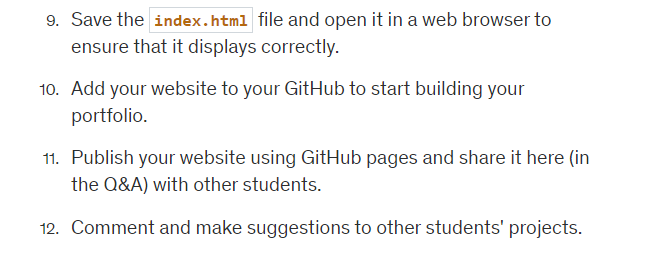 9. Save the index.html file and open it in a web browser to
ensure that it displays correctly.
10. Add your website to your GitHub to start building your
portfolio.
11. Publish your website using GitHub pages and share it here (in
the Q&A) with other students.
12. Comment and make suggestions to other students' projects.